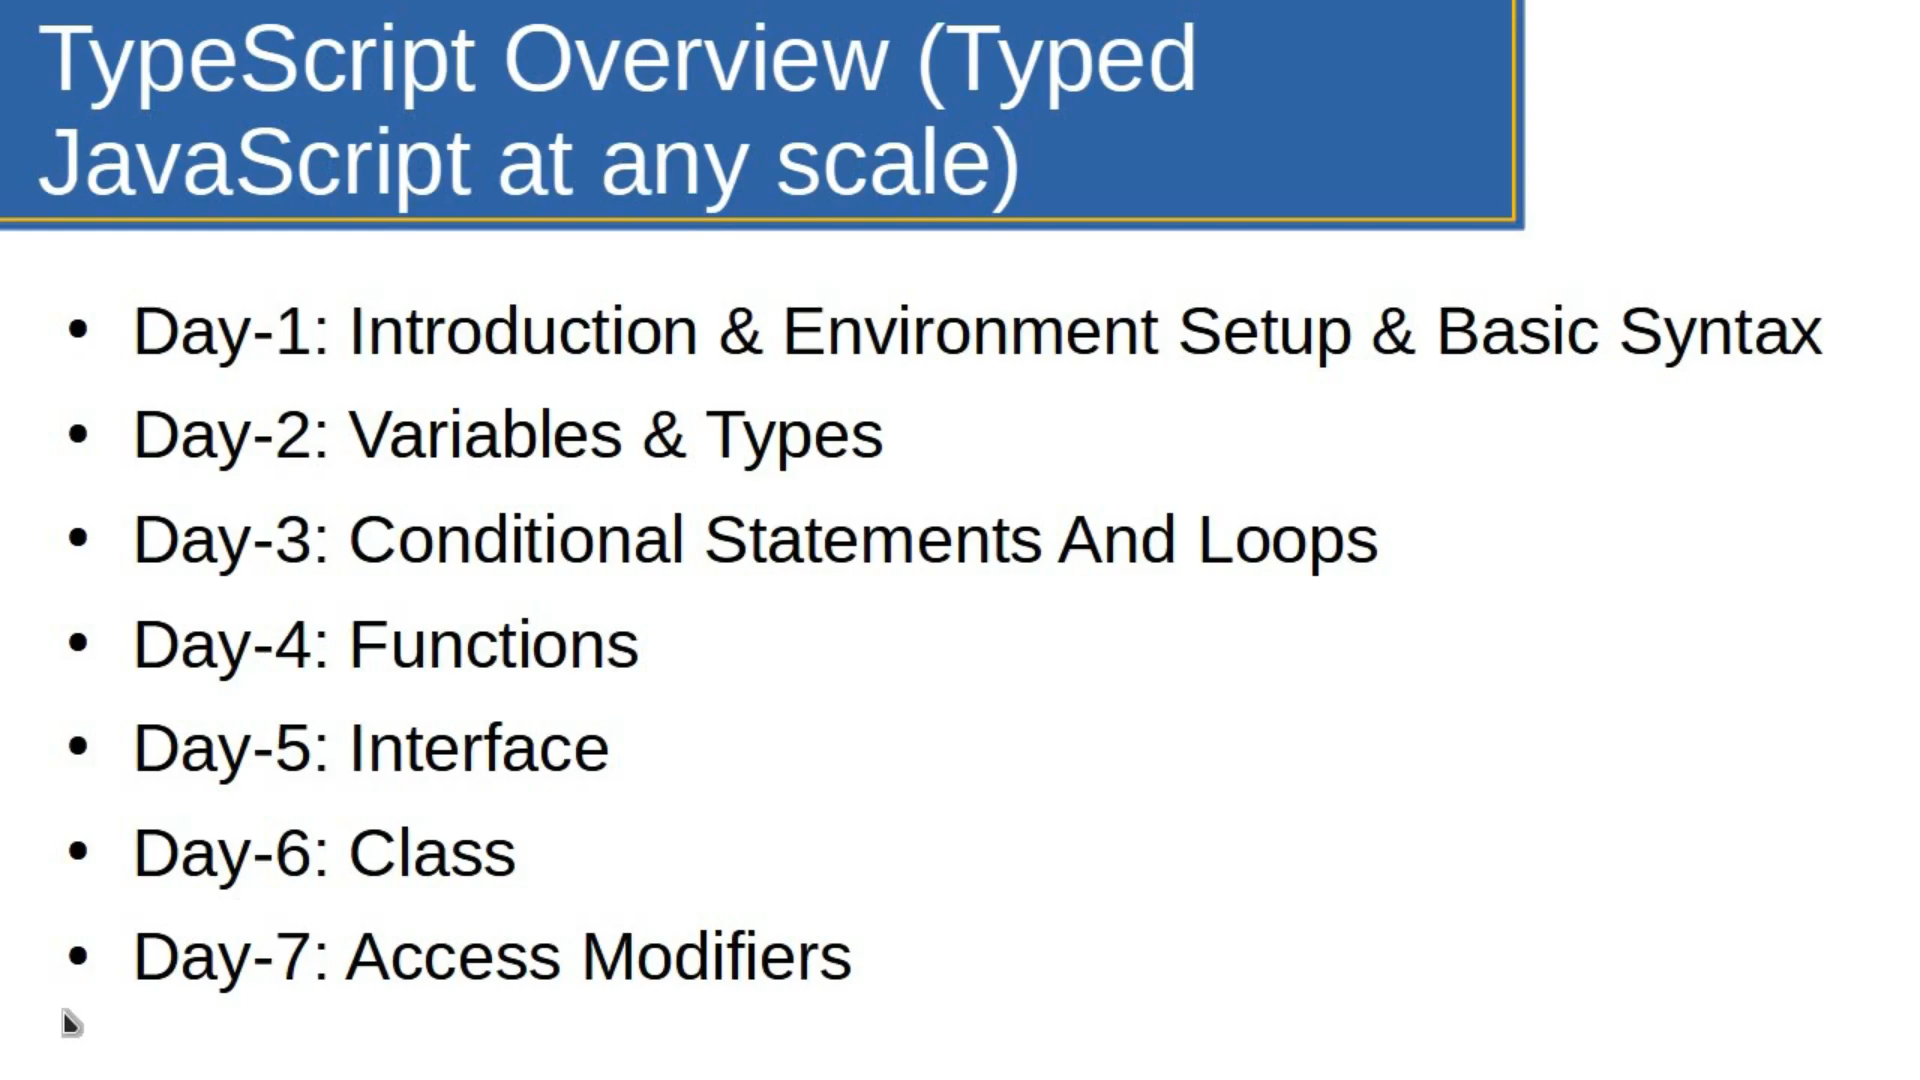 TypeScript Overview (Typed
JavaScript at any scale)
• Day-1: Introduction & Environment Setup & Basic Syntax
• Day-2: Variables & Types
• Day-3: Conditional Statements And Loops
• Day-4: Functions
• Day-5: Interface
• Day-6: Class
• Day-7: Access Modifiers